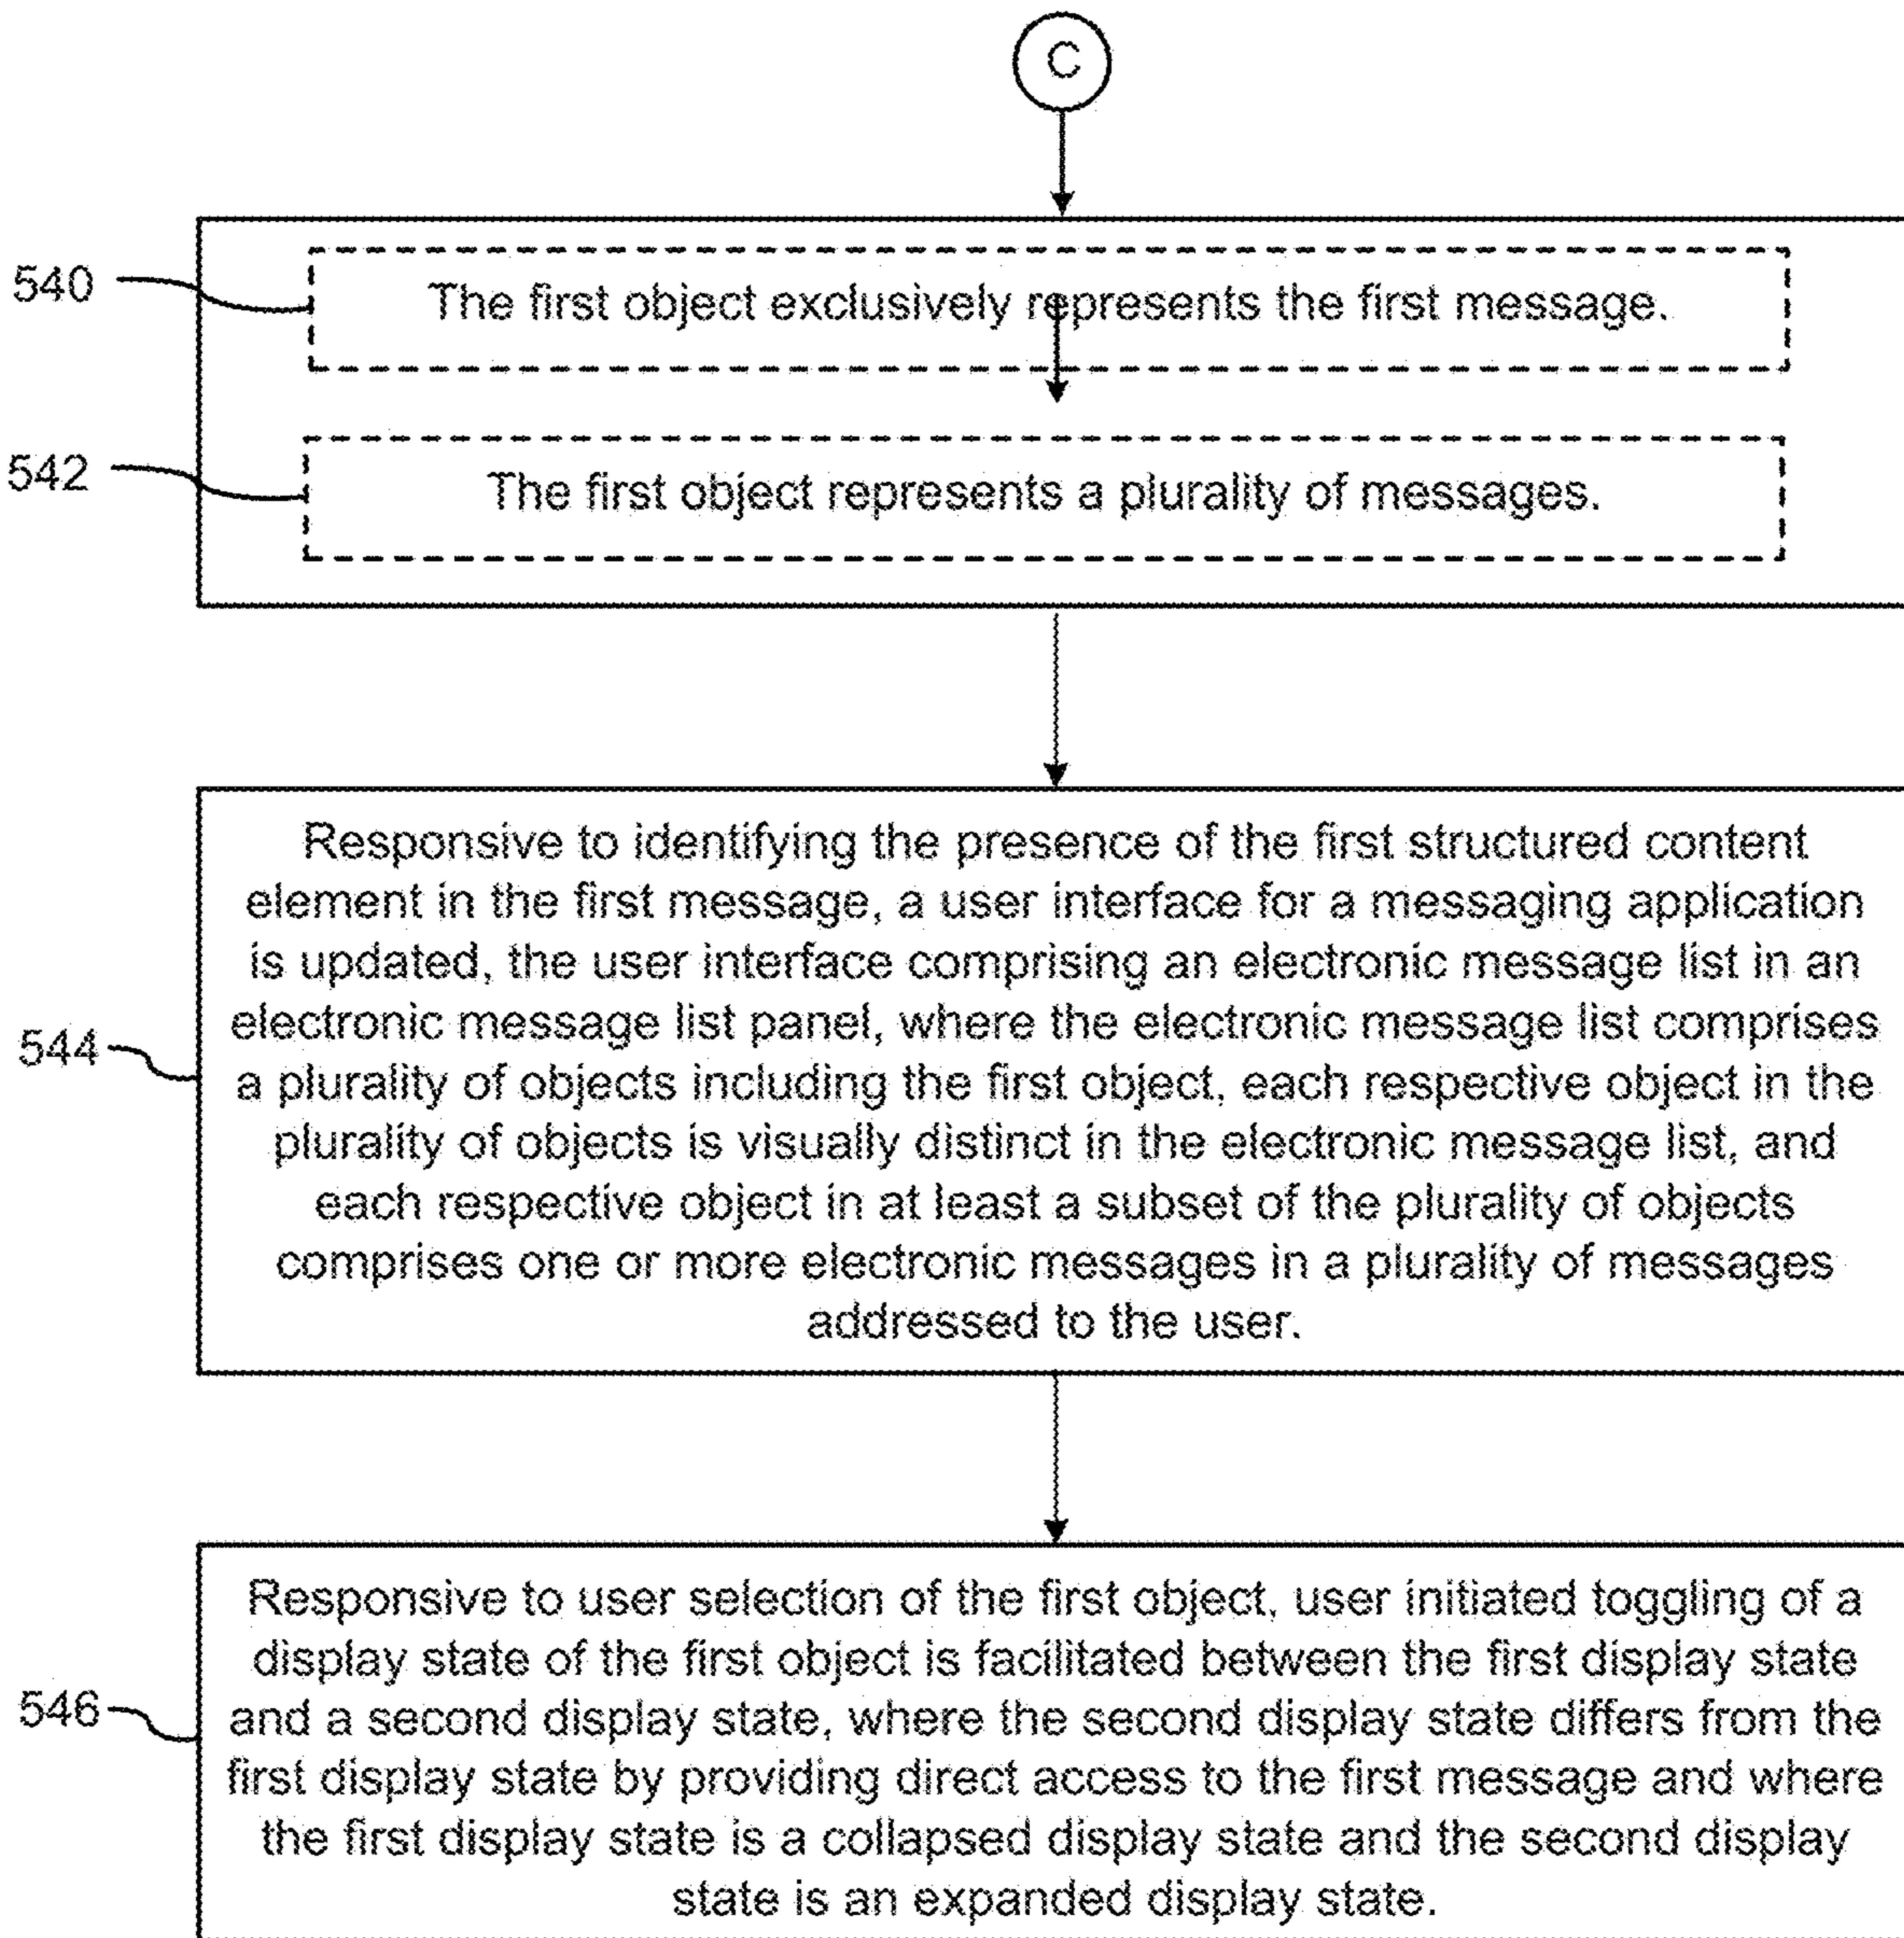 C
540
The first object exclusively represents the first message.
542
The first object represents a plurality of messages.
544
Responsive to identifying the presence of the first structured content
element in the first message, a user interface for a messaging application
is updated, the user interface comprising an electronic message list in an
electronic message list panel, where the electronic message list comprises
a plurality of objects including the first object, each respective object in the
plurality of objects is visually distinct in the electronic message list, and
each respective object in at least a subset of the plurality of objects
comprises one or more electronic messages in a plurality of messages
addressed to the user.
546
Responsive to user selection of the first object, user initiated toggling of a
display state of the first object is facilitated between the first display state
and a second display state, where the second display state differs from the
first display state by providing direct access to the first message and where
the first display state is a collapsed display state and the second display
state is an expanded display state.